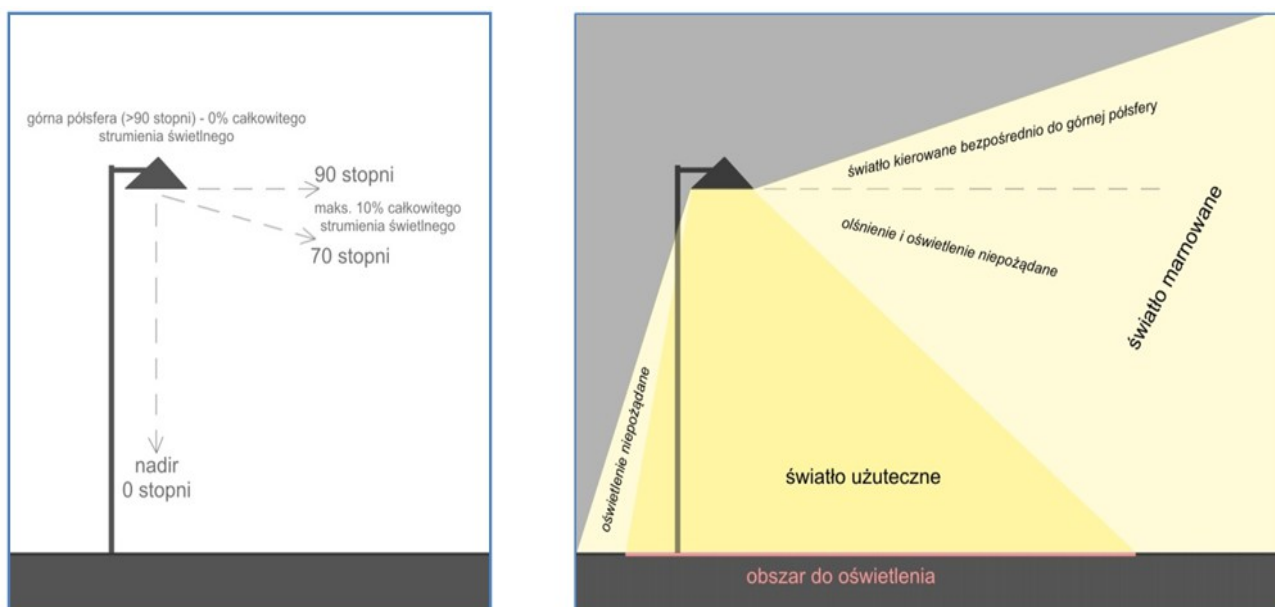 górna półsfera (>90 stopni) - 0% całkowitego
strumienia świetlnego
90 stopni
maks. 10% całkowitego
strumienia świetlnego
70 stopni
nadir
0 stopni
światło kierowane bezpośrednio do górnej półsfery
olśnienie i oświetlenie niepożądane
światło marnowane
oświetlenie niepożądane
światło użuteczne
obszar do oświetlenia